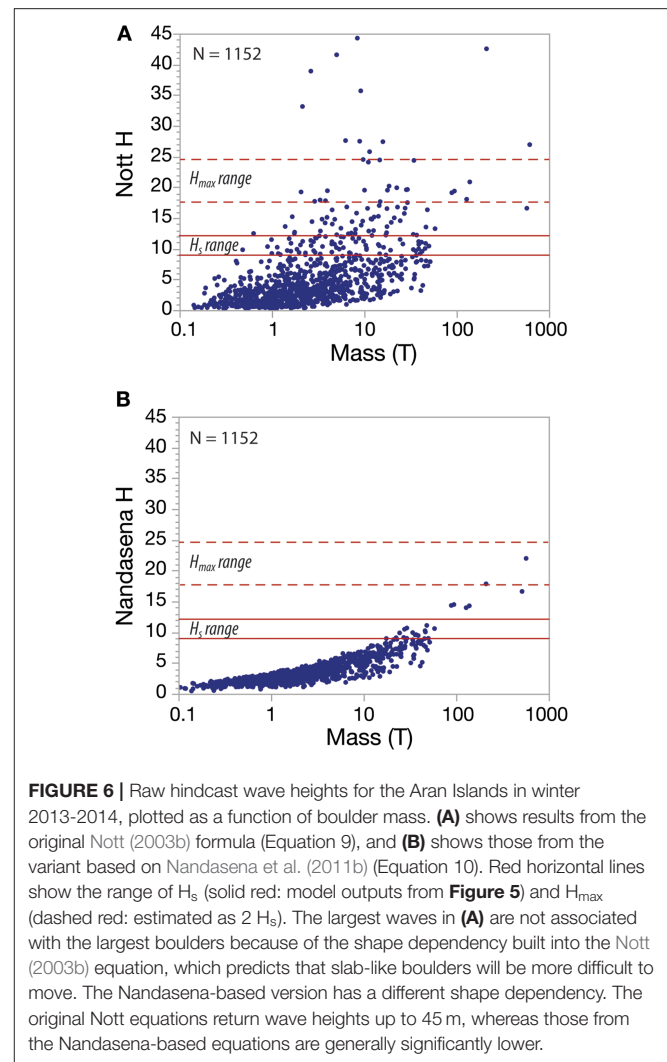 A
N = 1152
45
40
35
30
25
20
15
10
5
0
Nott H
Hmax range
Hs range
0.1 1 10 100 1000
Mass (T)
B
N = 1152
45
40
35
30
25
20
15
10
5
0
Nandasena H
Hmax range
Hs range
0.1 1 10 100 1000
Mass (T)
FIGURE 6 | Raw hindcast wave heights for the Aran Islands in winter
2013-2014, plotted as a function of boulder mass. (A) shows results from the
original Nott (2003b) formula (Equation 9), and (B) shows those from the
variant based on Nandasena et al. (2011b) (Equation 10). Red horizontal lines
show the range of Hs (solid red: model outputs from Figure 5) and Hmax
(dashed red: estimated as 2 Hs). The largest waves in (A) are not associated
with the largest boulders because of the shape dependency built into the Nott
(2003b) equation, which predicts that slab-like boulders will be more difficult to
move. The Nandasena-based version has a different shape dependency. The
original Nott equations return wave heights up to 45 m, whereas those from
the Nandasena-based equations are generally significantly lower.